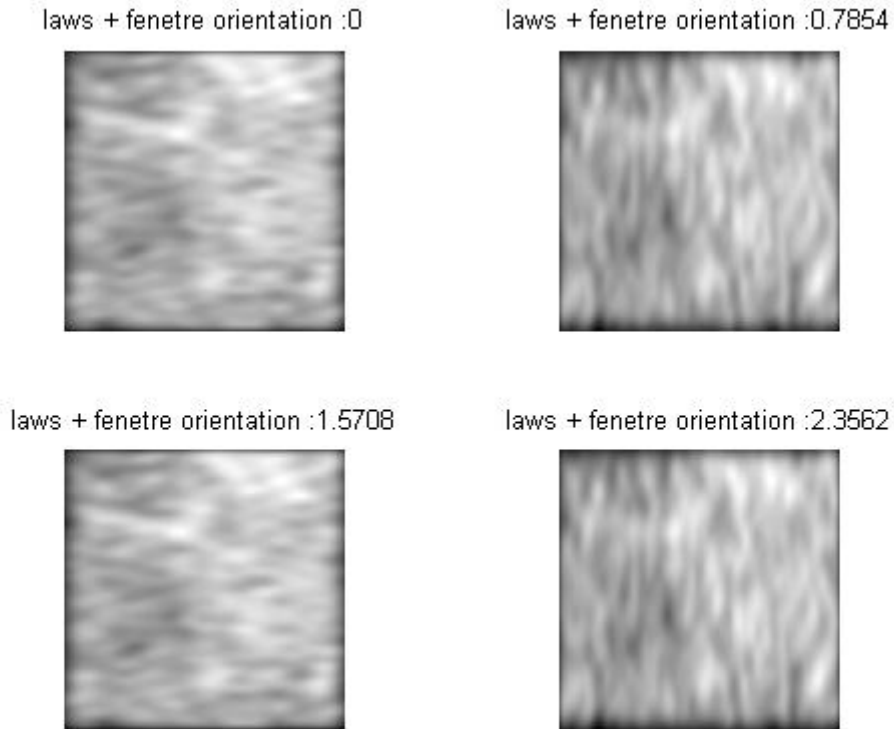 laws + fenetre orientation :0
laws + fenetre orientation :0.7854
laws + fenetre orientation :1.5708
laws + fenetre orientation :2.3562